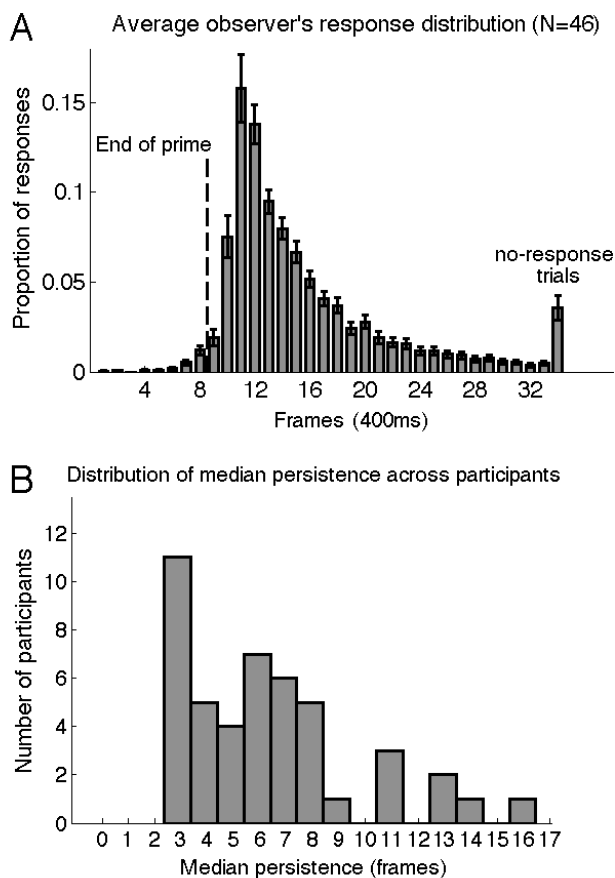 A
Average observer's response distribution (N=46)
Proportion of responses
0.15
0.1
0.05
0
End of prime
no-response
trials
4 8 12 16 20 24 28 32
Frames (400ms)
B
Distribution of median persistence across participants
Number of participants
12
10
8
6
4
2
0
0 1 2 3 4 5 6 7 8 9 10 11 12 13 14 15 16 17
Median persistence (frames)